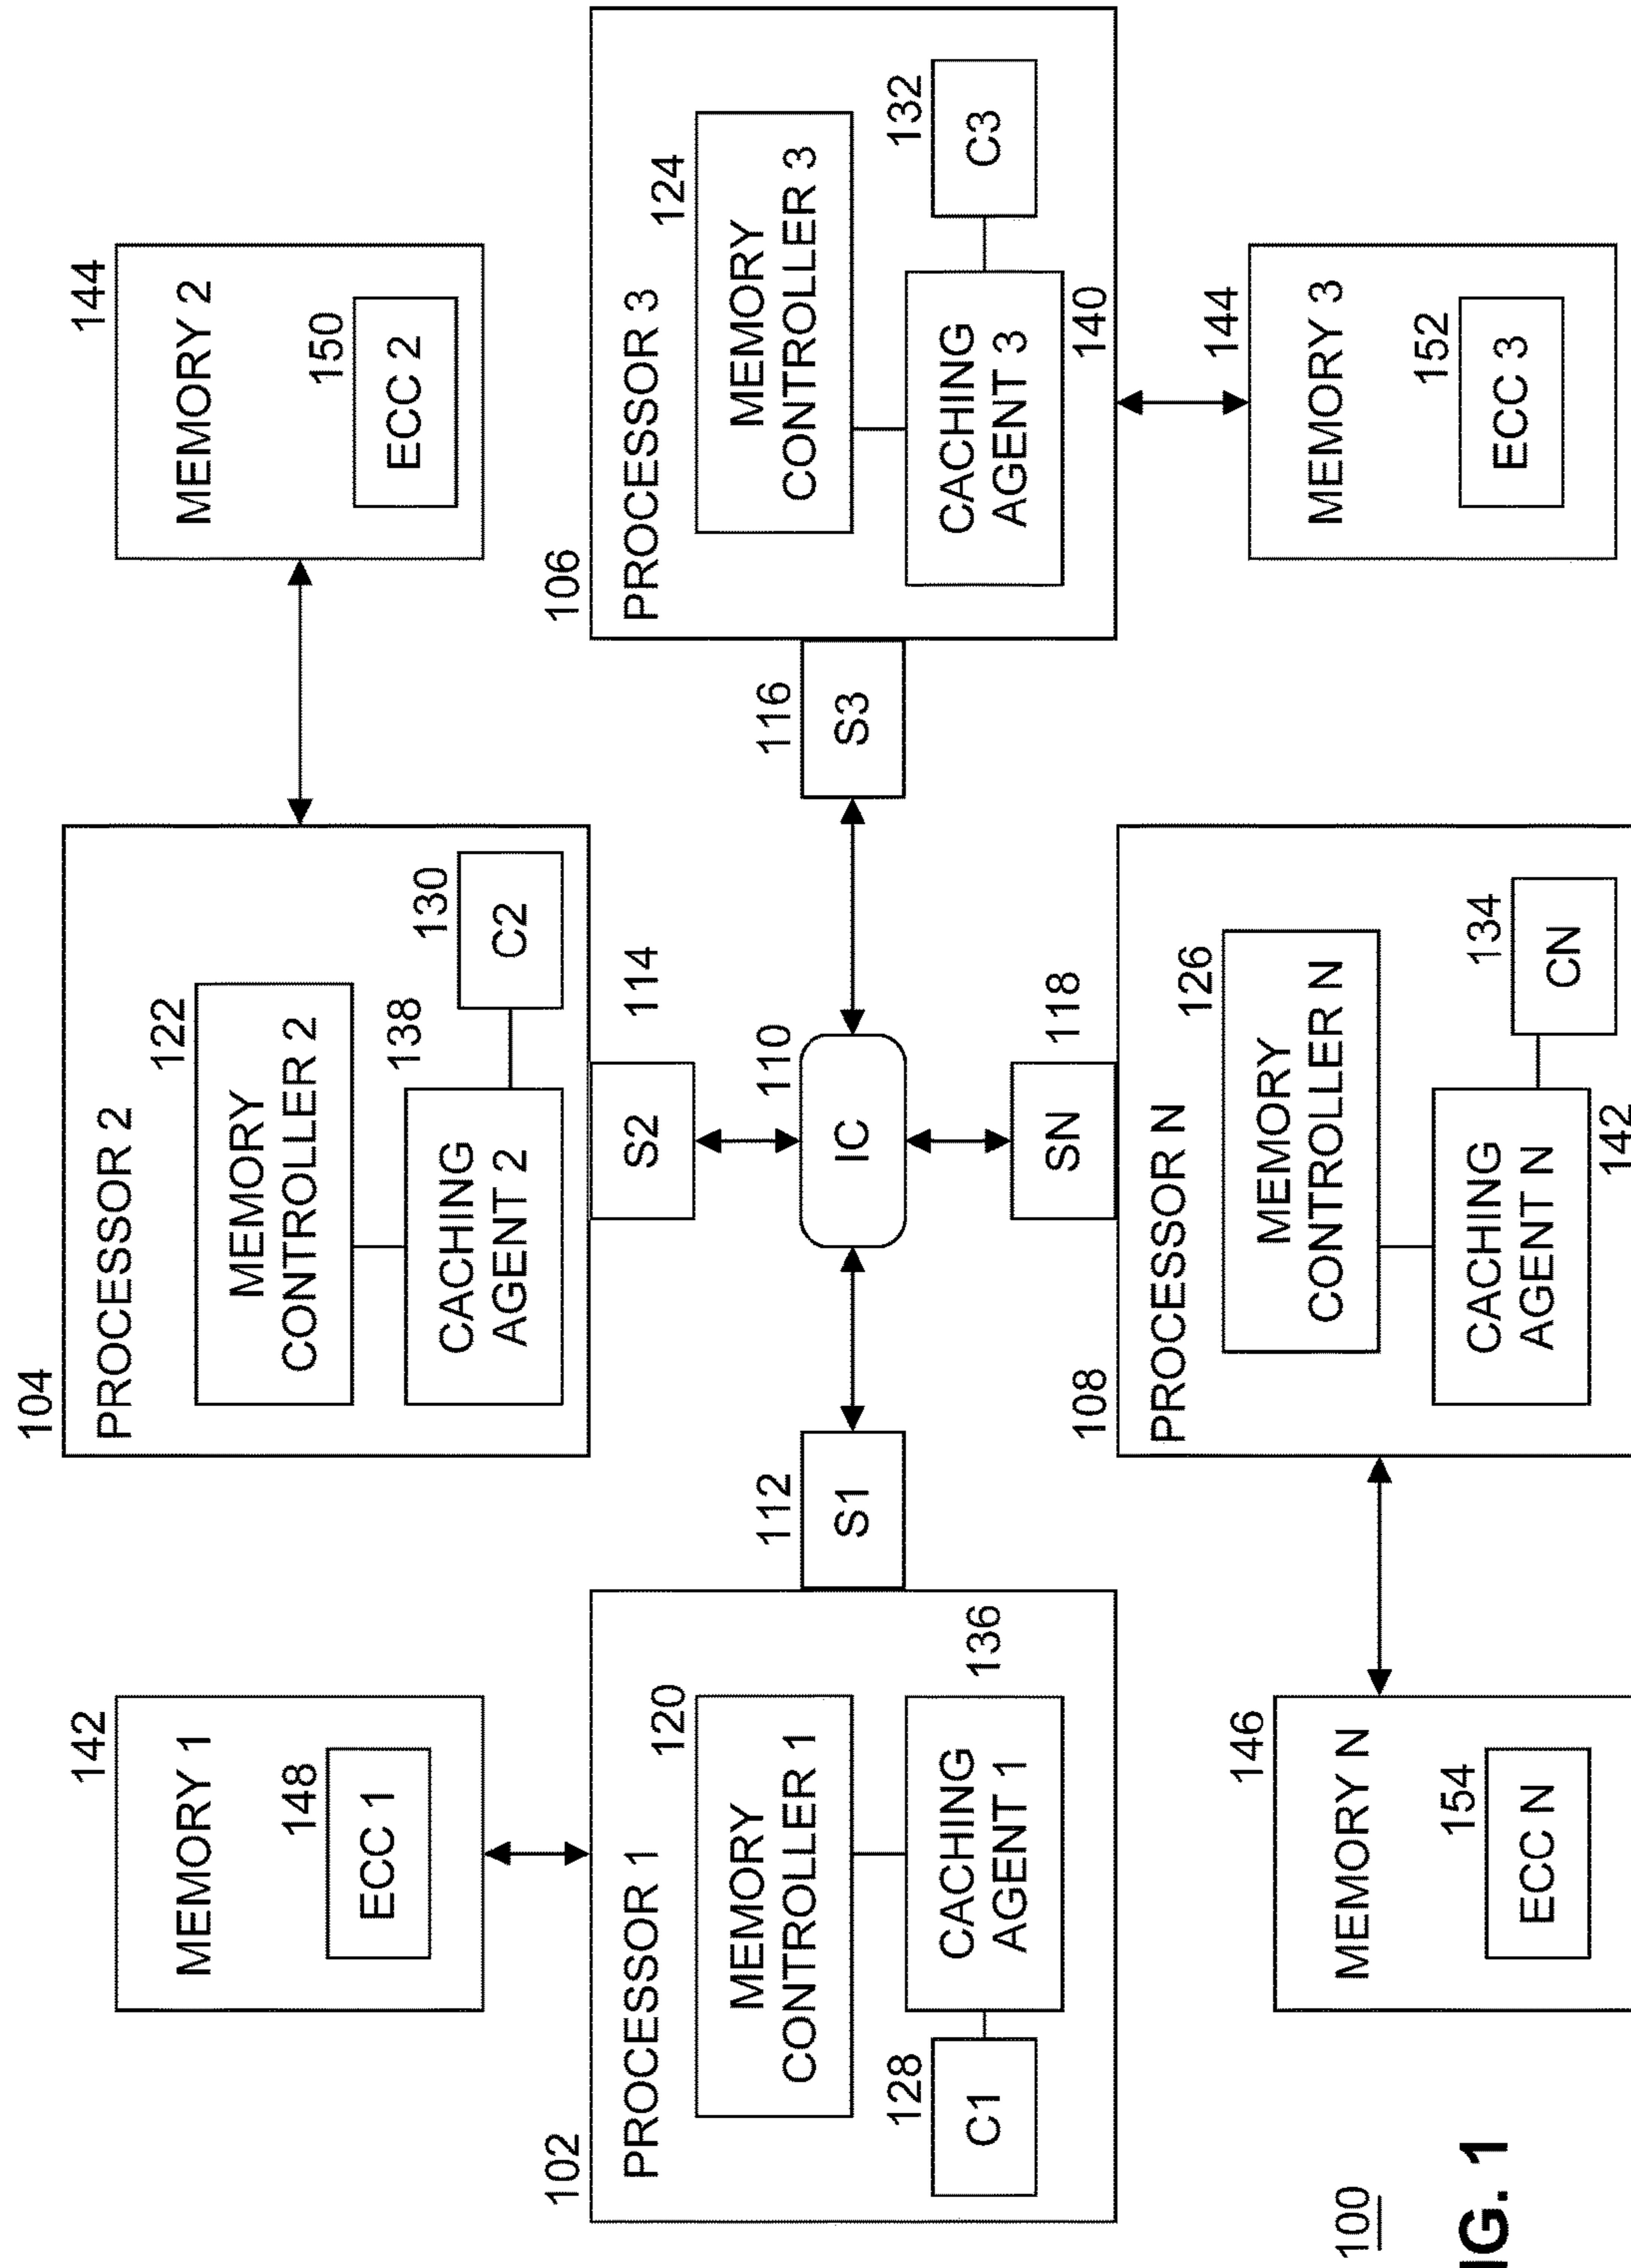 142
MEMORY 1
148
ECC 1
102
PROCESSOR 1
120
MEMORY
CONTROLLER 1
136
CACHING
AGENT 1
128
C1
112
S1
104
PROCESSOR 2
122
MEMORY
CONTROLLER 2
138
CACHING
AGENT 2
130
C2
114
S2
144
MEMORY 2
150
ECC 2
110
IC
116
S3
106
PROCESSOR 3
124
MEMORY
CONTROLLER 3
132
C3
CACHING
AGENT 3
140
144
MEMORY 3
152
ECC 3
118
SN
108
PROCESSOR N
126
MEMORY
CONTROLLER N
134
CN
CACHING
AGENT N
142
146
MEMORY N
154
ECC N
100
IG. 1